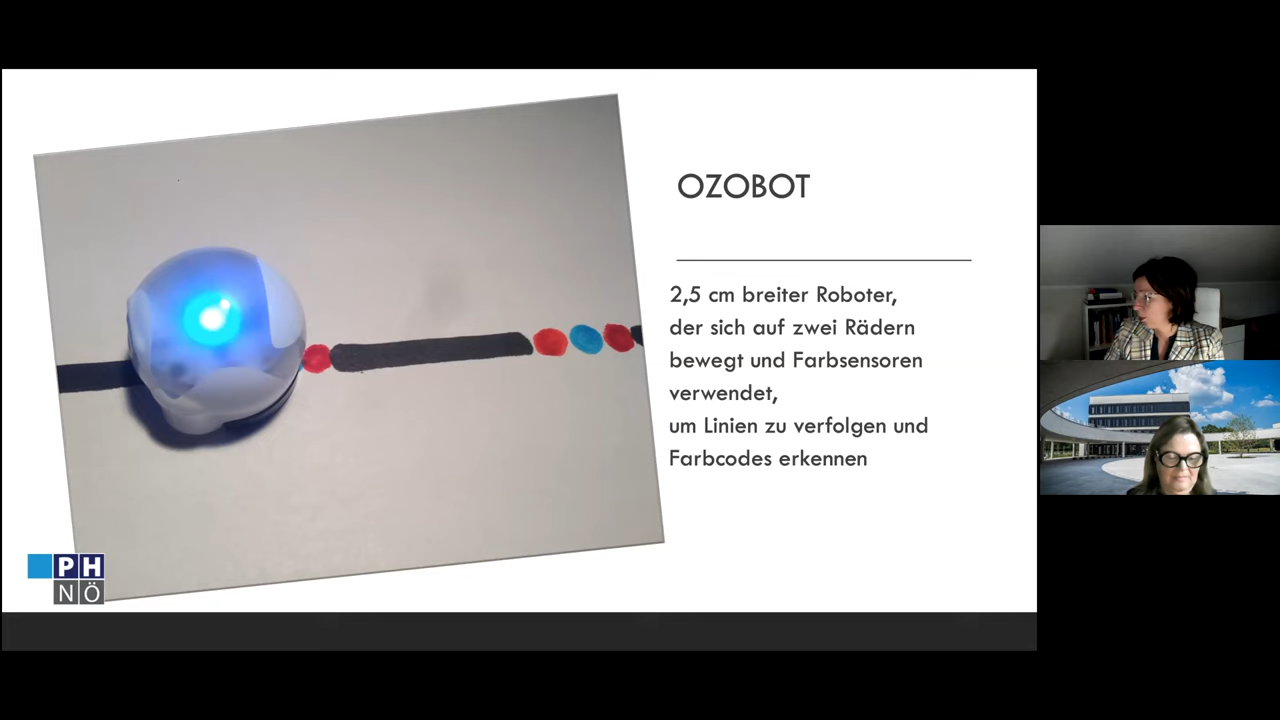 OZOBOT
2,5 cm breiter Roboter,
der sich auf zwei Rädern
bewegt und Farbsensoren
verwendet,
um Linien zu verfolgen und
Farbcodes erkennen
PH
NÖ